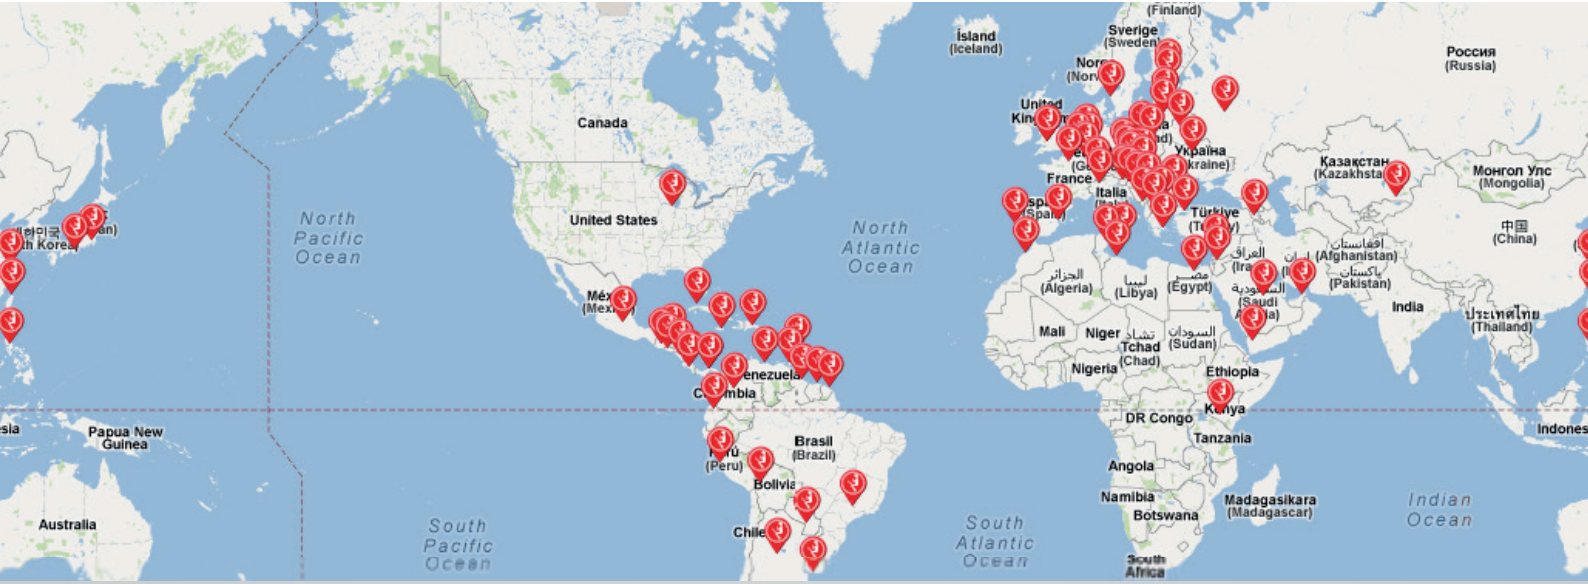 (Finland)
Ísland
(Iceland)
Sverige
(Sweden)
Россия
(Russia)
United
Canada
Україна
Қазақстан
Монгол Улс
(Mongolia)
France
Italia
United States
North
Pacific
Ocean
North
Atlantic
Ocean
Türkiye
中国
(China)
افغانستان
(Afghanistan)
پاکستان
(Pakistan)
العراق
الجزائر
(Algeria)
ليبيا
(Libya)
مصر
(Egypt)
(Saudi
India
ประเทศไทย
(Thailand)
Mali
Niger
تشاد
Tchad
(Chad)
السودان
(Sudan)
Nigeria
Ethiopia
Kenya
DR Congo
Tanzania
Papua New
Guinea
Brasil
(Brazil)
(Peru)
Bolivia
Angola
Namibia
Botswana
Madagasikara
(Madagascar)
Indian
Ocean
Australia
Chile
South
Pacific
Ocean
South
Atlantic
Ocean
South
Africa